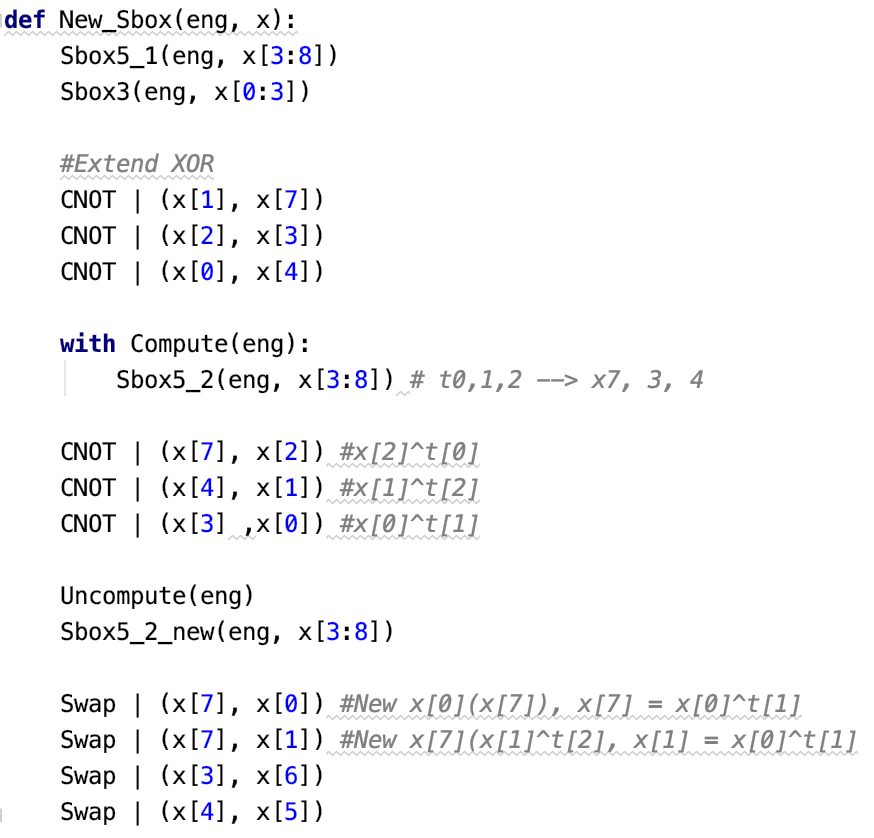 def New_Sbox(eng, x):
    Sbox5_1(eng, x[3:8])
    Sbox3(eng, x[0:3])

    #Extend XOR
    CNOT | (x[1], x[7])
    CNOT | (x[2], x[3])
    CNOT | (x[0], x[4])

    with Compute(eng):
        Sbox5_2(eng, x[3:8]) # t0,1,2 --> x7, 3, 4

    CNOT | (x[7], x[2]) #x[2]^t[0]
    CNOT | (x[4], x[1]) #x[1]^t[2]
    CNOT | (x[3] ,x[0]) #x[0]^t[1]

    Uncompute(eng)
    Sbox5_2_new(eng, x[3:8])

    Swap | (x[7], x[0]) #New x[0](x[7]), x[7] = x[0]^t[1]
    Swap | (x[7], x[1]) #New x[7](x[1]^t[2], x[1] = x[0]^t[1]
    Swap | (x[3], x[6])
    Swap | (x[4], x[5])